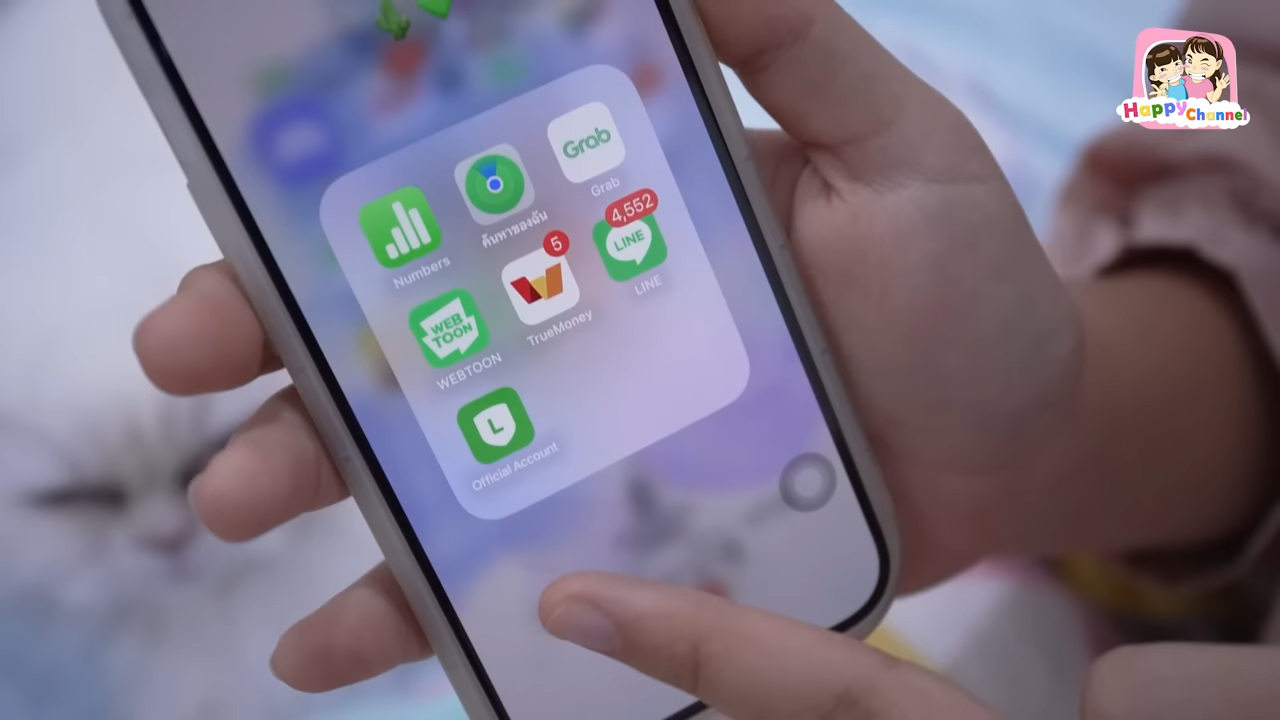 Happy Channel
Grab
Grab
Numbers
ค้นหาของฉัน
4,552
LINE
LINE
5
WEB
TOON
WEBTOON
TrueMoney
L
Official Account